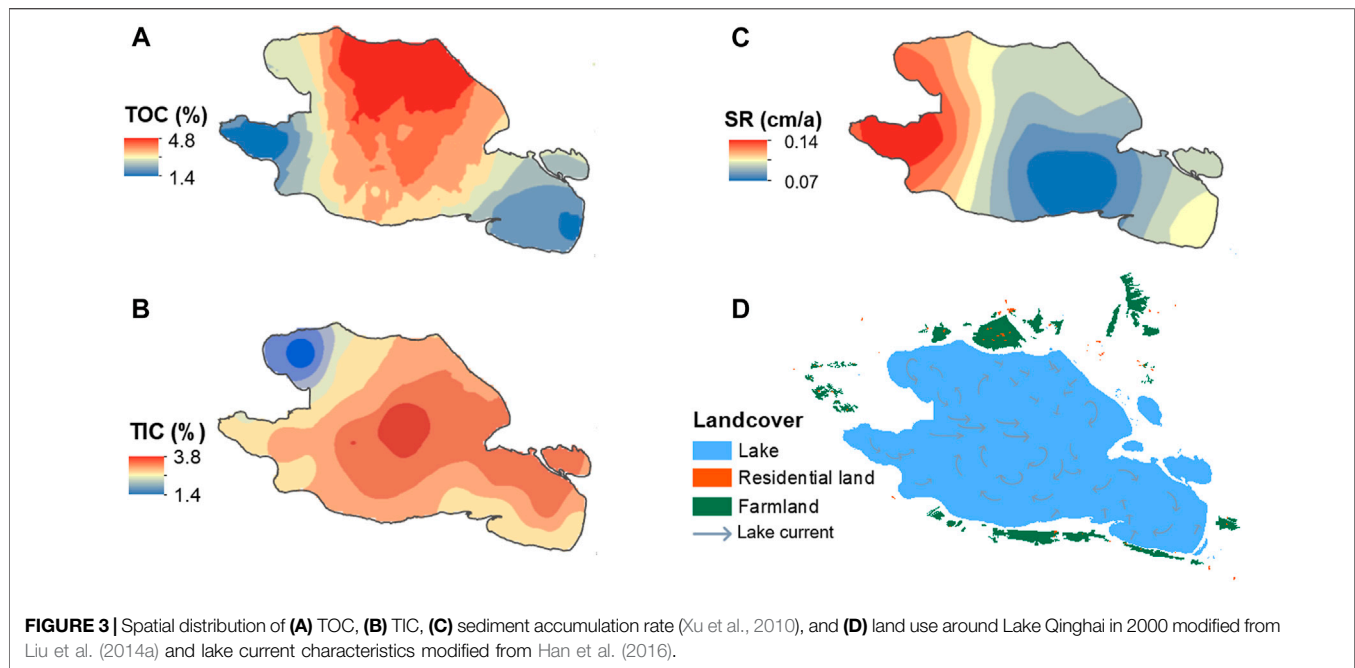 A
TOC (%)
4.8
1.4
C
SR (cm/a)
0.14
0.07
B
TIC (%)
3.8
1.4
D
Landcover
Lake
Residential land
Farmland
Lake current
FIGURE 3 | Spatial distribution of (A) TOC, (B) TIC, (C) sediment accumulation rate (Xu et al., 2010), and (D) land use around Lake Qinghai in 2000 modified from
Liu et al. (2014a) and lake current characteristics modified from Han et al. (2016).